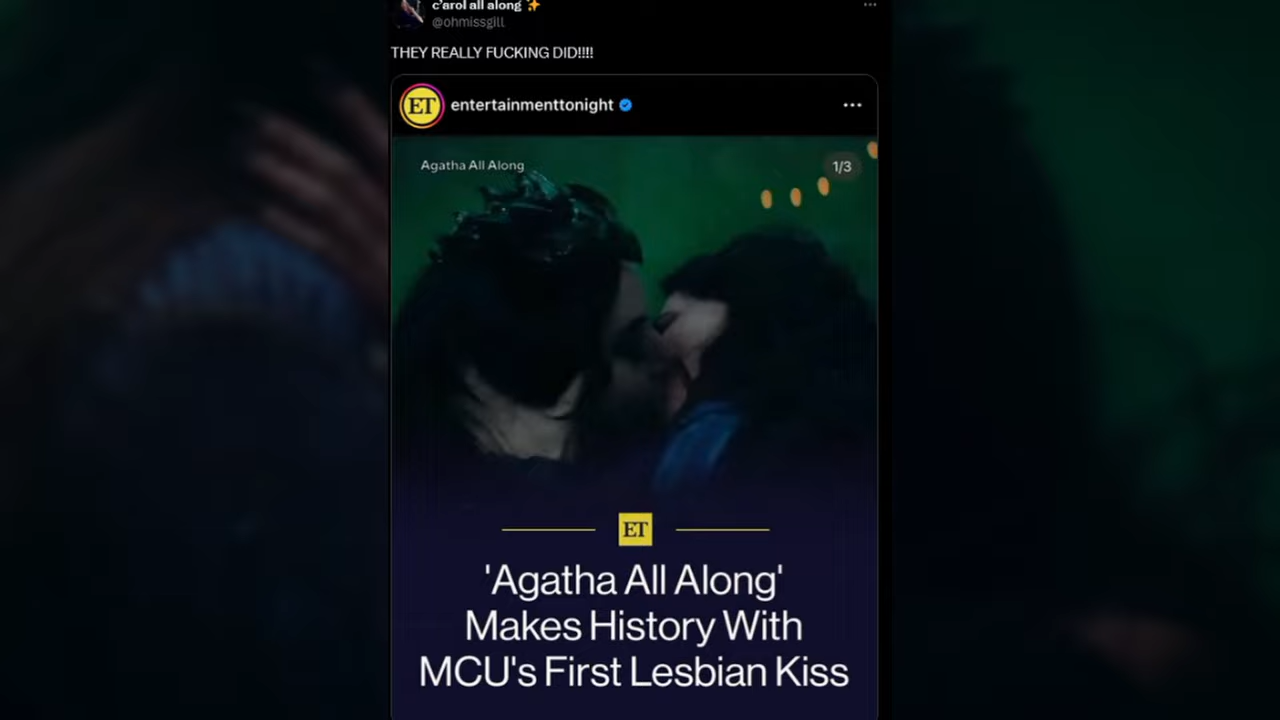 c'arol all along ✨
@ohmissgill
THEY REALLY FUCKING DID!!!!
ET
entertainmenttonight
Agatha All Along
1/3
ET
'Agatha All Along'
Makes History With
MCU's First Lesbian Kiss